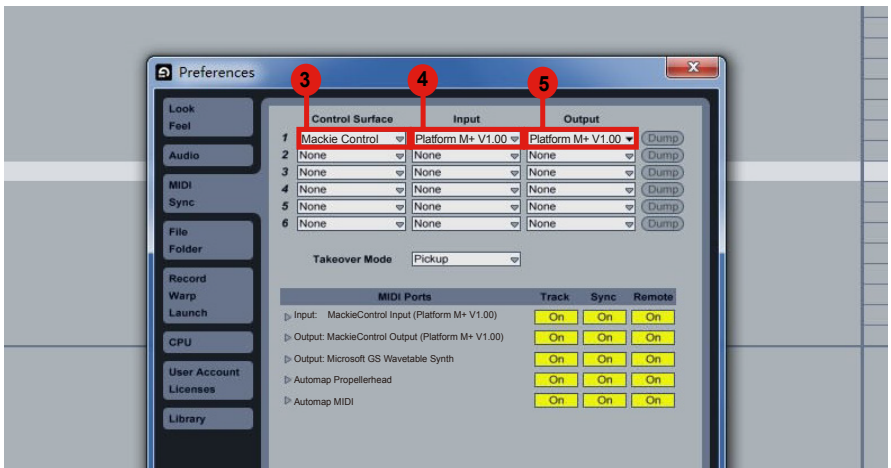 Preferences
3 4 5
Look
Feel
Audio
MIDI
Sync
File
Folder
Record
Warp
Launch
CPU
User Account
Licenses
Library
Control Surface Input Output
1 Mackie Control Platform M+ V1.00 Platform M+ V1.00 Dump
2 None None None Dump
3 None None None Dump
4 None None None Dump
5 None None None Dump
6 None None None Dump
Takeover Mode Pickup
MIDI Ports Track Sync Remote
Input: MackieControl Input (Platform M+ V1.00) On On On
Output: MackieControl Output (Platform M+ V1.00) On On On
Output: Microsoft GS Wavetable Synth On On On
Automap Propellerhead On On On
Automap MIDI On On On